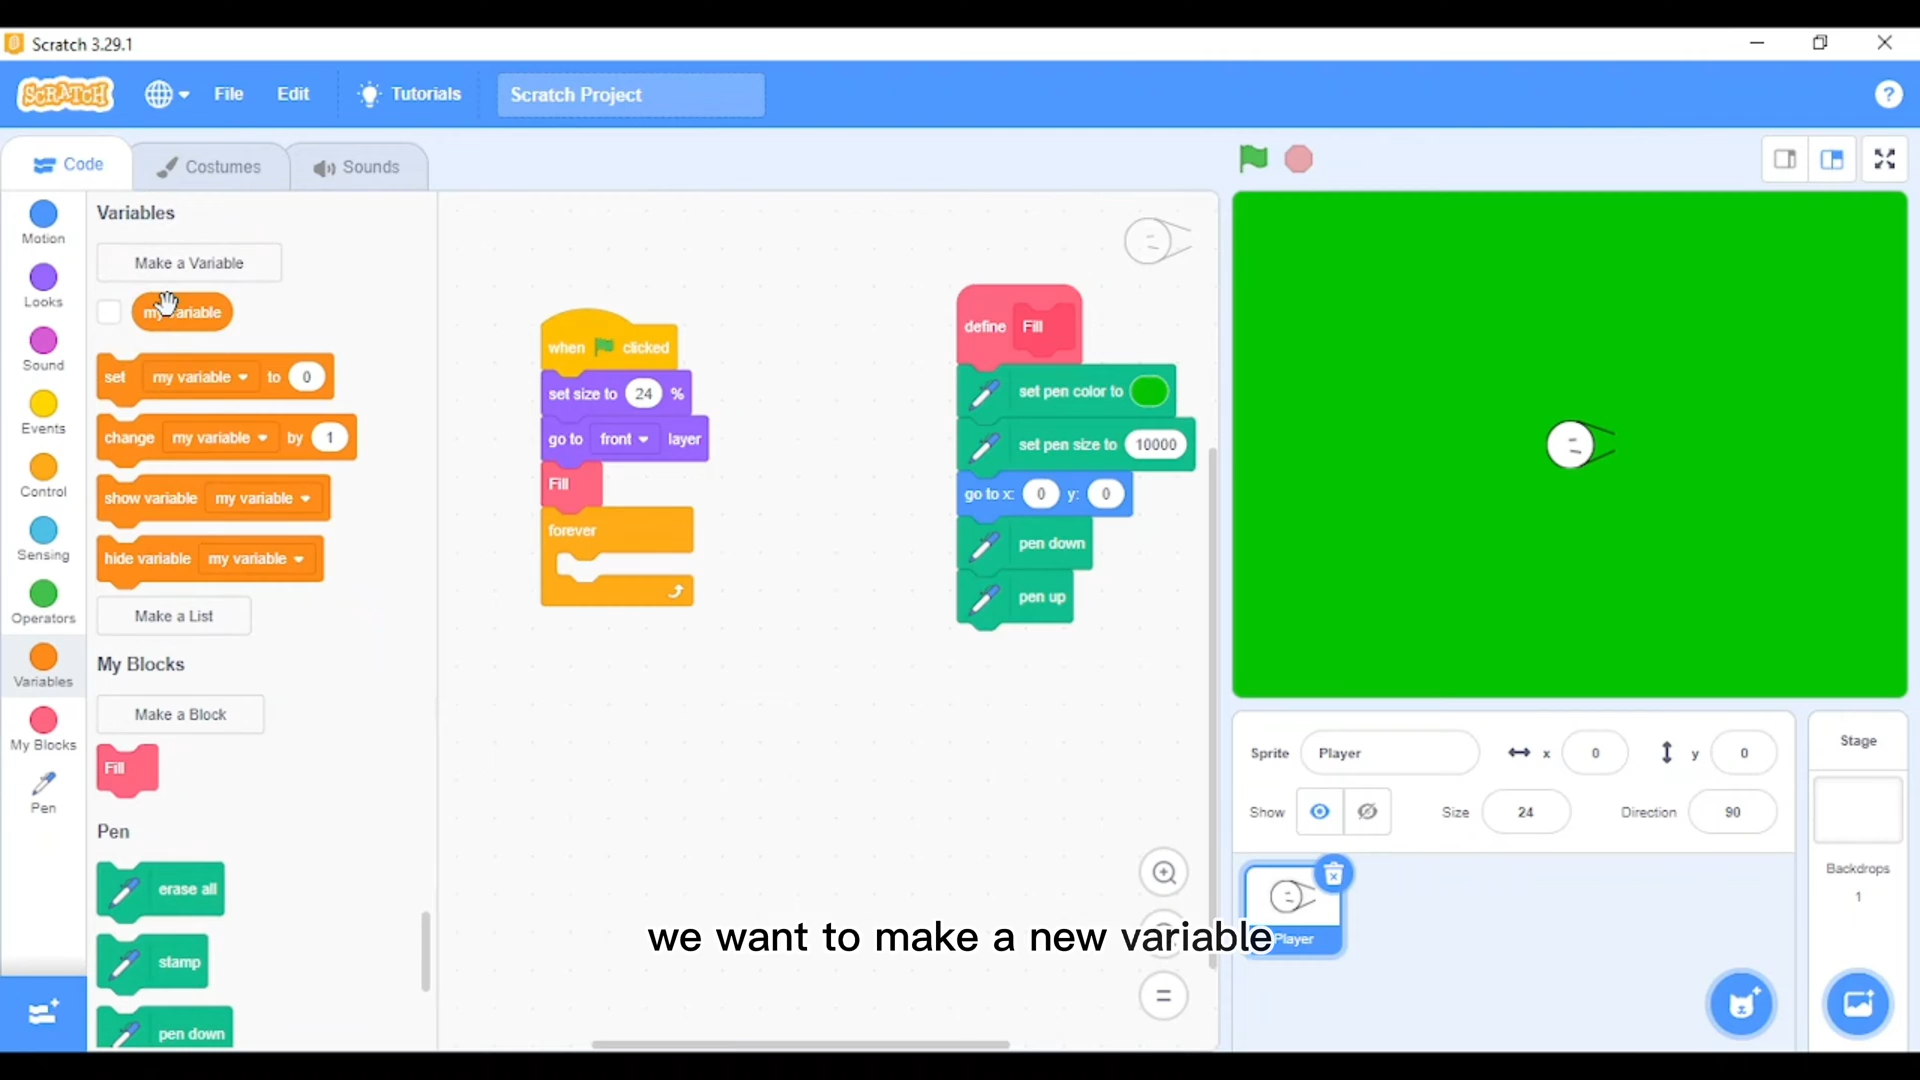 Scratch 3.29.1
SCRATCH File Edit Tutorials Scratch Project ?
Code Costumes Sounds
Motion
Looks
Sound
Events
Control
Sensing
Operators
Variables
My Blocks
Pen
Variables
Make a Variable
set my variable to 0
change my variable by 1
show variable my variable
hide variable my variable
Make a List
My Blocks
Make a Block
Fill
Pen
erase all
stamp
pen down
when clicked
set size to 24 %
go to front layer
Fill
forever
define Fill
set pen color to
set pen size to 10000
go to x: 0 y: 0
pen down
pen up
Sprite Player x 0 y 0
Show Size 24 Direction 90
Player
Stage
Backdrops
1
we want to make a new variable